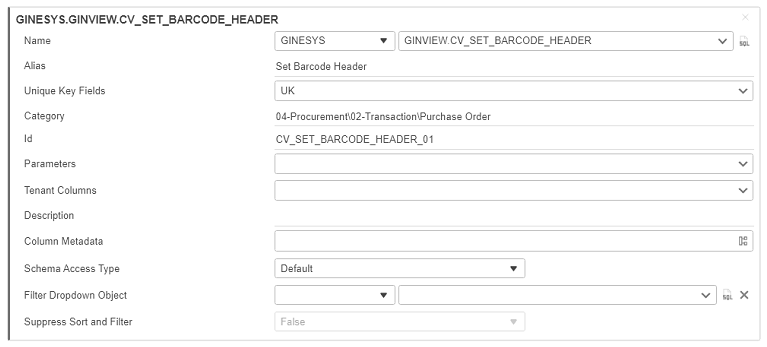 GINESYS.GINVIEW.CV_SET_BARCODE_HEADER
Name GINESYS GINVIEW.CV_SET_BARCODE_HEADER SQL
Alias Set Barcode Header
Unique Key Fields UK
Category 04-Procurement\02-Transaction\Purchase Order
Id CV_SET_BARCODE_HEADER_01
Parameters
Tenant Columns
Description
Column Metadata
Schema Access Type Default
Filter Dropdown Object SQL
Suppress Sort and Filter False